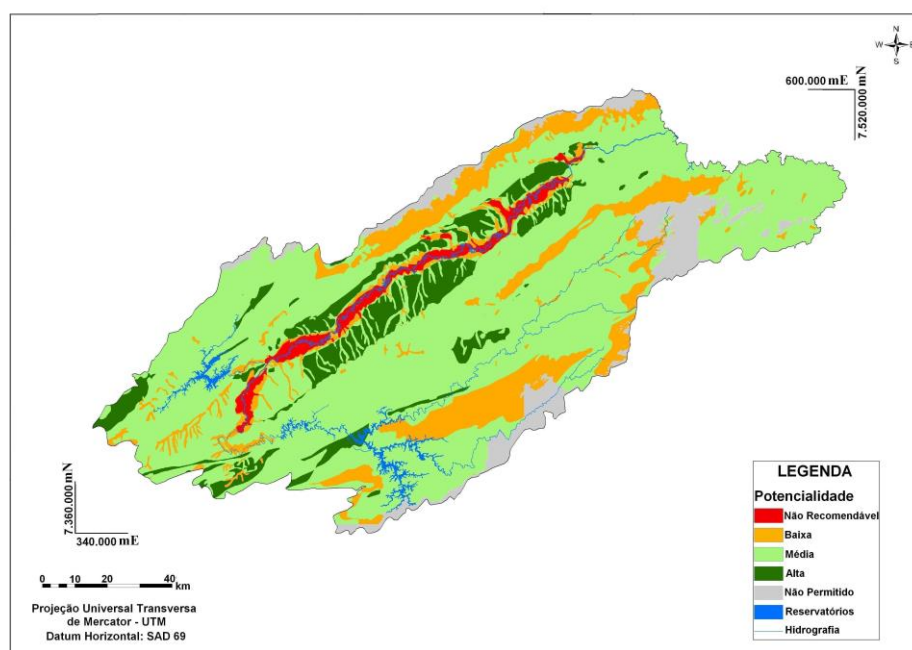 N
W E
S
600.000 mE
7.520.000 mN
7.360.000 mN
340.000 mE
0 10 20 40
km
Projeção Universal Transversa
de Mercator - UTM
Datum Horizontal: SAD 69
LEGENDA
Potencialidade
Não Recomendável
Baixa
Média
Alta
Não Permitido
Reservatórios
Hidrografia